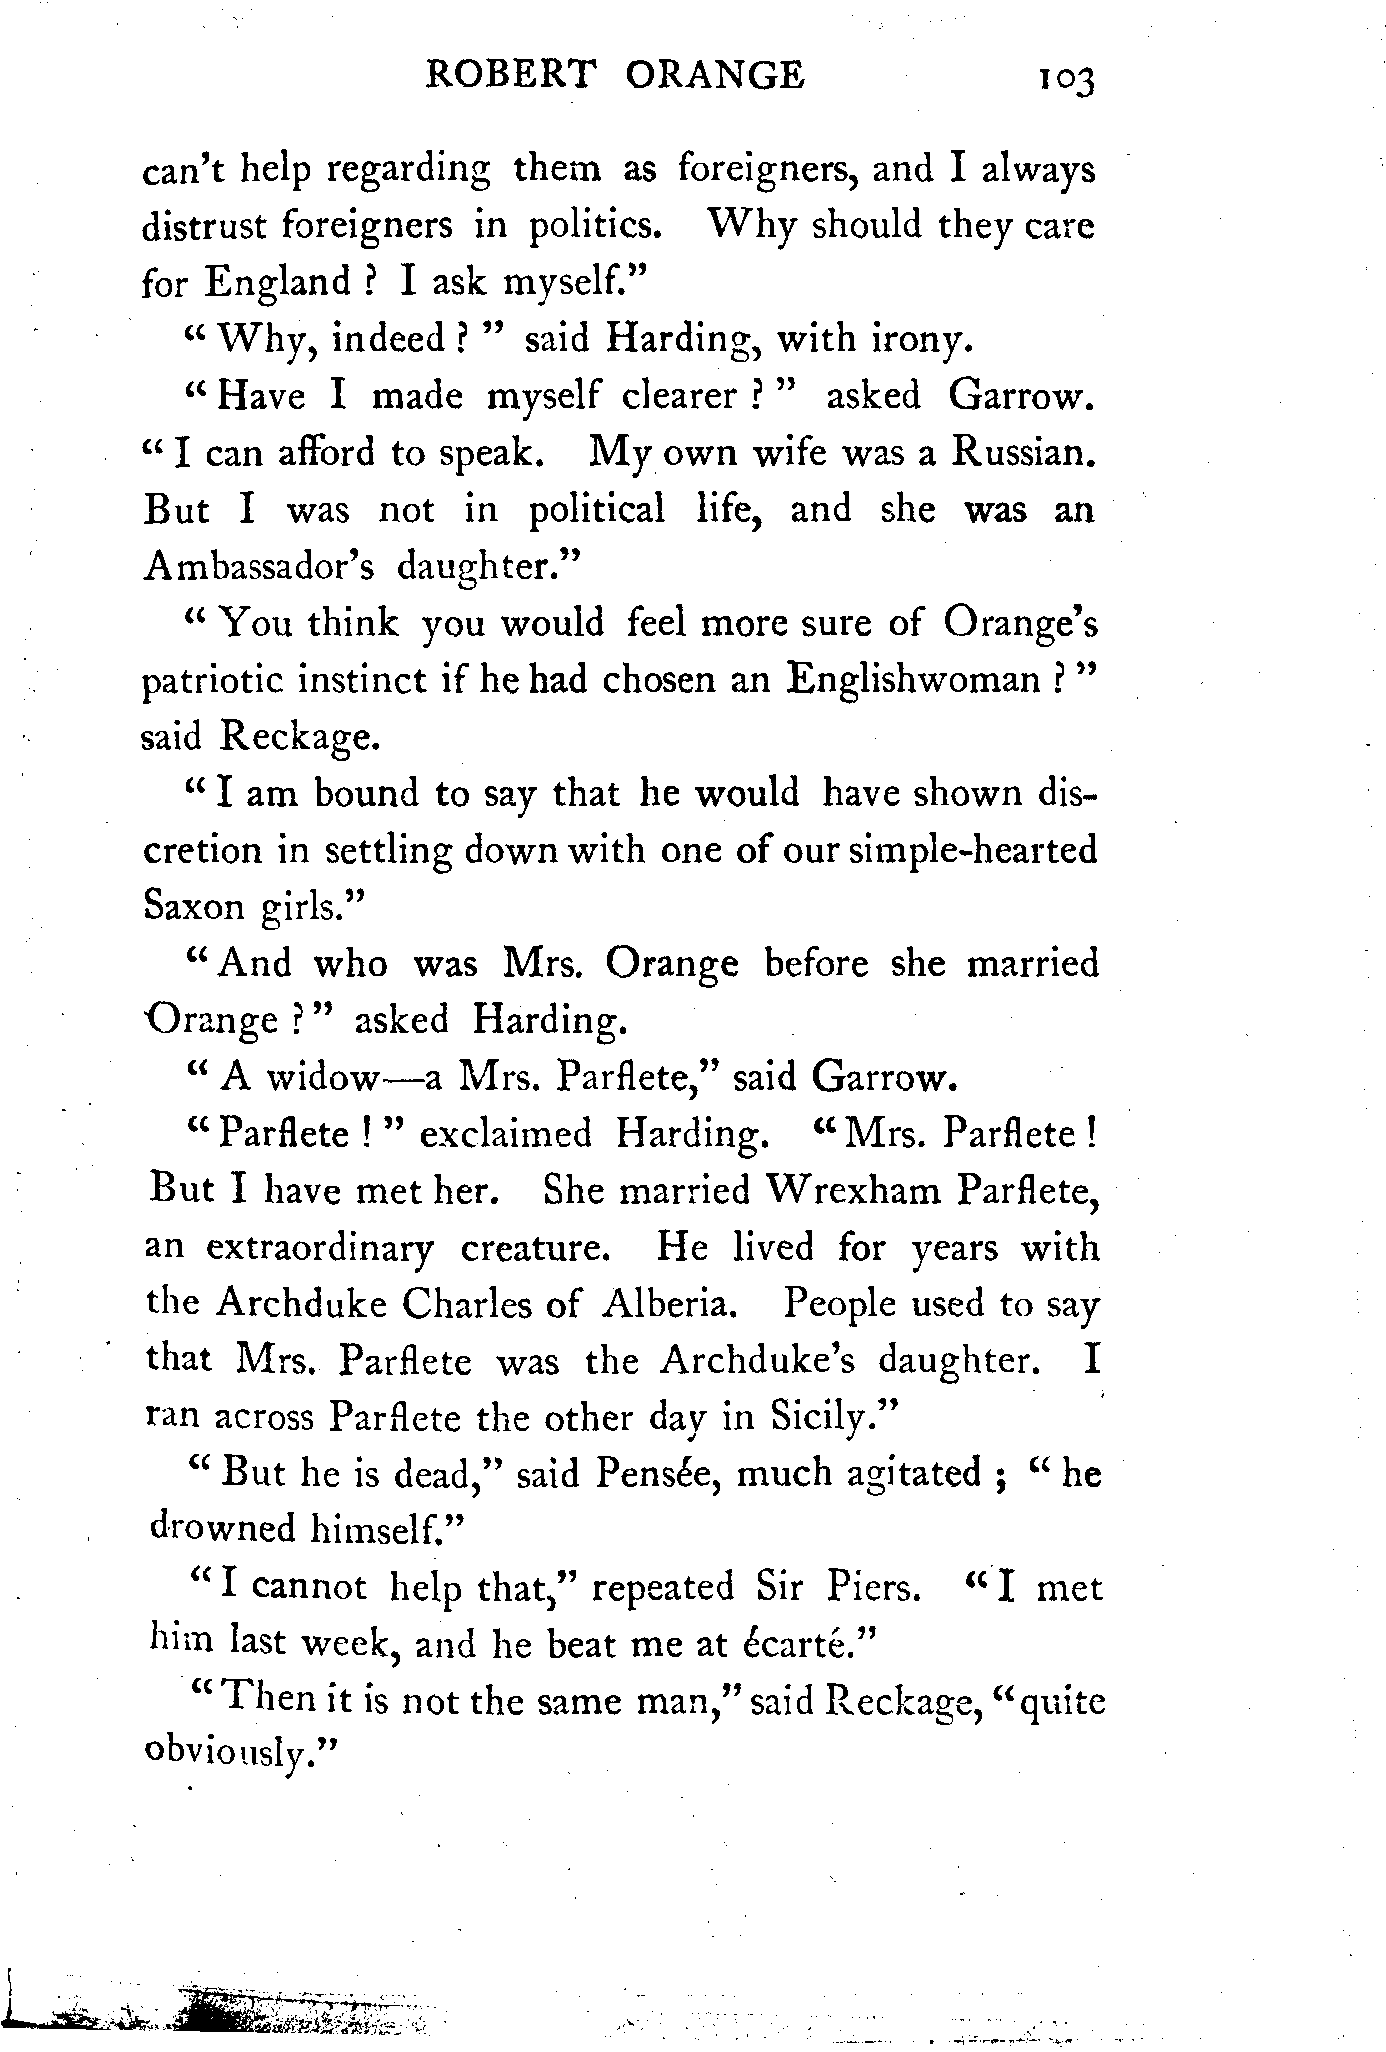 ROBERT ORANGE 103
can't help regarding them as foreigners, and I always
distrust foreigners in politics. Why should they care
for England ? I ask myself."
" Why, indeed ? " said Harding, with irony.
" Have I made myself clearer ? " asked Garrow.
" I can afford to speak. My own wife was a Russian.
But I was not in political life, and she was an
Ambassador's daughter."
" You think you would feel more sure of Orange's
patriotic instinct if he had chosen an Englishwoman ? "
said Reckage.
" I am bound to say that he would have shown dis-
cretion in settling down with one of our simple-hearted
Saxon girls."
" And who was Mrs. Orange before she married
Orange ? " asked Harding.
" A widow—a Mrs. Parflete," said Garrow.
" Parflete ! " exclaimed Harding. " Mrs. Parflete !
But I have met her. She married Wrexham Parflete,
an extraordinary creature. He lived for years with
the Archduke Charles of Alberia. People used to say
that Mrs. Parflete was the Archduke's daughter. I
ran across Parflete the other day in Sicily."
" But he is dead," said Pensée, much agitated ; " he
drowned himself."
" I cannot help that," repeated Sir Piers. " I met
him last week, and he beat me at écarté."
" Then it is not the same man," said Reckage, " quite
obviously."